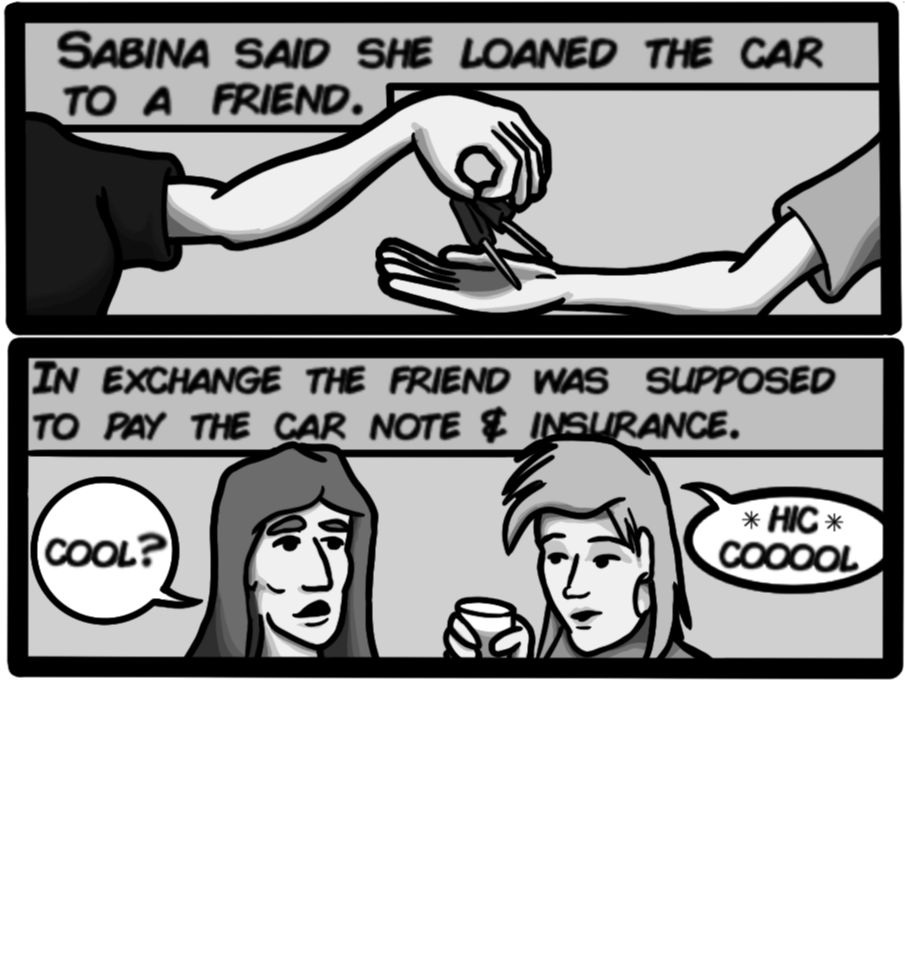 SABINA SAID SHE LOANED THE CAR
TO A FRIEND.
IN EXCHANGE THE FRIEND WAS SUPPOSED
TO PAY THE CAR NOTE & INSURANCE.
COOL?
* HIC *
COOOOL